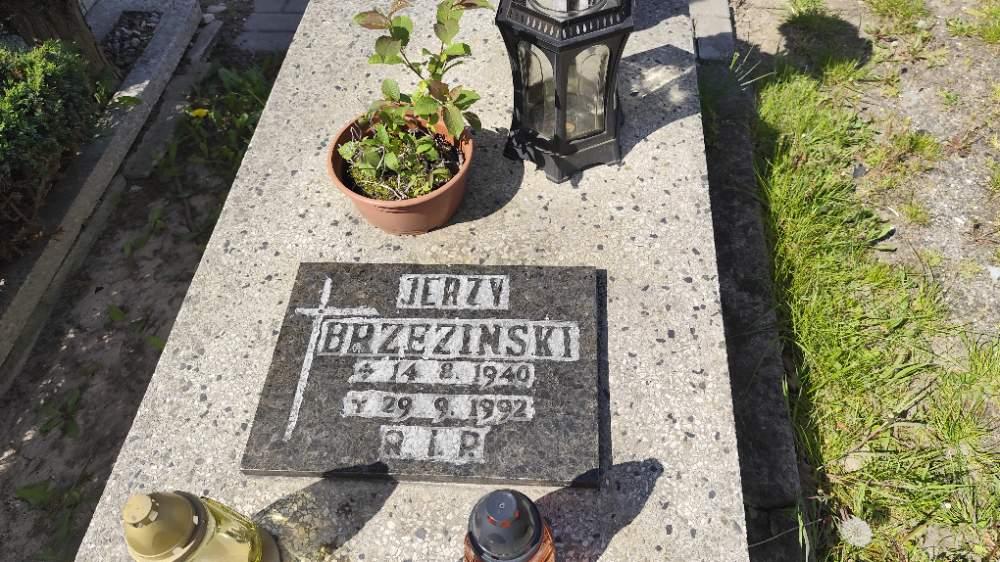 JERZY
BRZEZINSKI
+ 14 8. 1940
✝ 29 9. 1992
R I P.